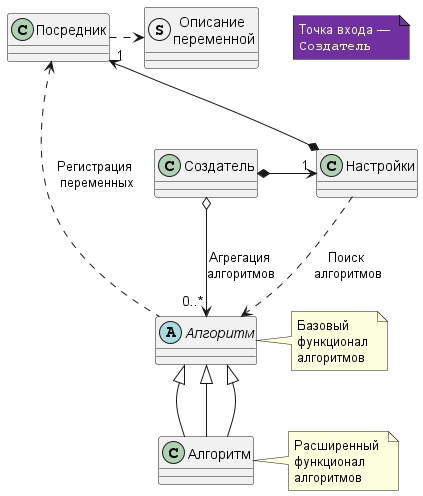 C Посредник
S Описание
переменной
Точка входа —
Создатель
1
Регистрация
переменных
C Создатель
1
C Настройки
Агрегация
алгоритмов
Поиск
алгоритмов
0..*
A Алгоритм
Базовый
функционал
алгоритмов
C Алгоритм
Расширенный
функционал
алгоритмов